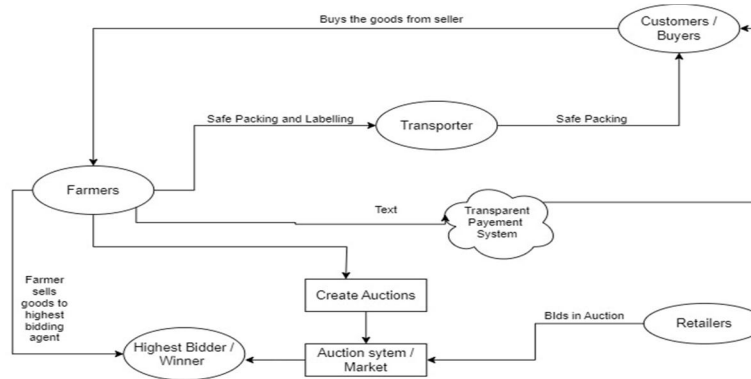 Buys the goods from seller
Customers /
Buyers
Safe Packing and Labelling
Transporter
Safe Packing
Farmers
Text
Transparent
Payement
System
Farmer
sells
goods to
highest
bidding
agent
Create Auctions
BIds in Auction
Retailers
Highest Bidder /
Winner
Auction sytem /
Market